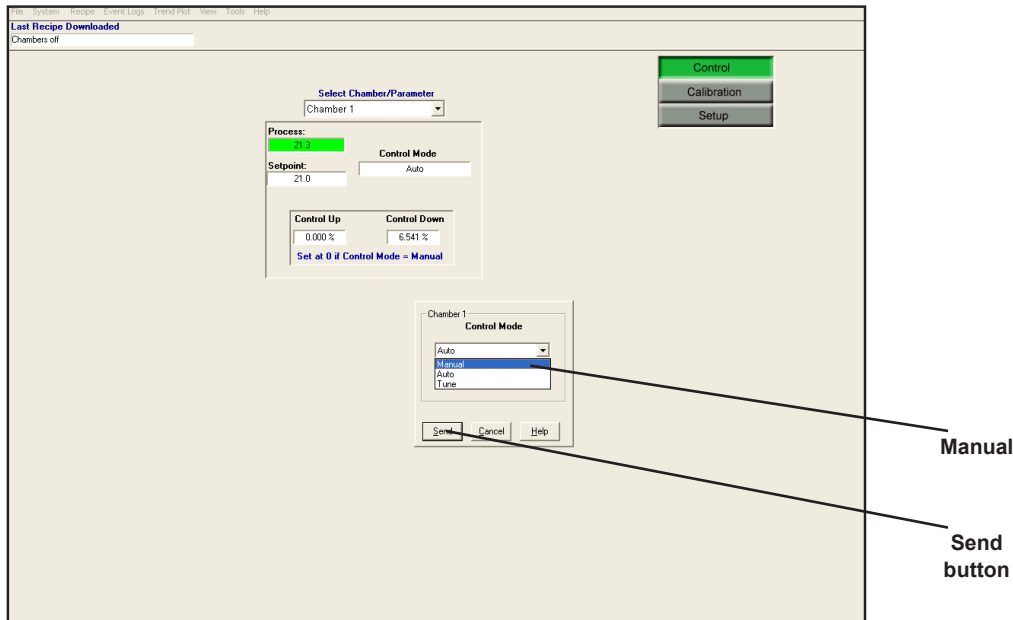 File System Recipe Event Logs Trend Plot View Tools Help
Last Recipe Downloaded
Chambers off
Control
Calibration
Setup
Select Chamber/Parameter
Chamber 1
Process:
21.3
Control Mode
Auto
Setpoint:
21.0
Control Up Control Down
0.000 % 6.541 %
Set at 0 if Control Mode = Manual
Chamber 1
Control Mode
Auto
Manual
Auto
Tune
Send Cancel Help
Manual
Send
button